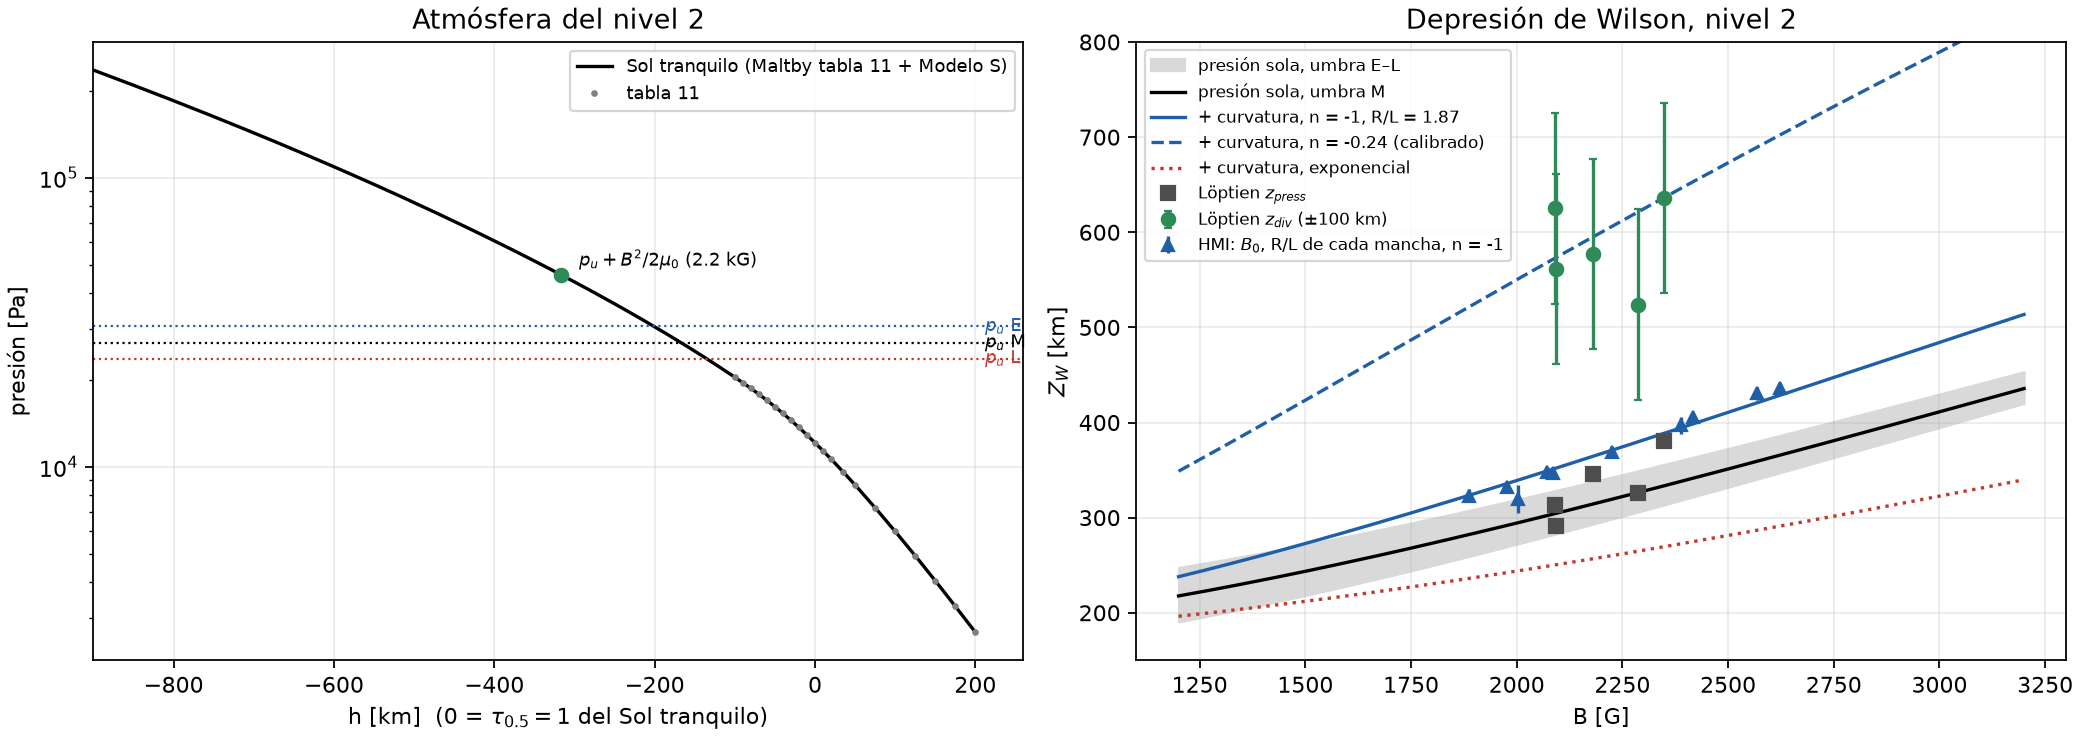 Atmósfera del nivel 2
Sol tranquilo (Maltby tabla 11 + Modelo S)
tabla 11
presión [Pa]
10⁵
10⁴
p_u + B²/2μ₀ (2.2 kG)
p_u E
p_u M
p_u L
−800
−600
−400
−200
0
200
h [km]  (0 = τ₀.₅ = 1 del Sol tranquilo)
Depresión de Wilson, nivel 2
presión sola, umbra E–L
presión sola, umbra M
+ curvatura, n = -1, R/L = 1.87
+ curvatura, n = -0.24 (calibrado)
+ curvatura, exponencial
Löptien z_press
Löptien z_div (±100 km)
HMI: B₀, R/L de cada mancha, n = -1
Z_W [km]
800
700
600
500
400
300
200
1250
1500
1750
2000
2250
2500
2750
3000
3250
B [G]